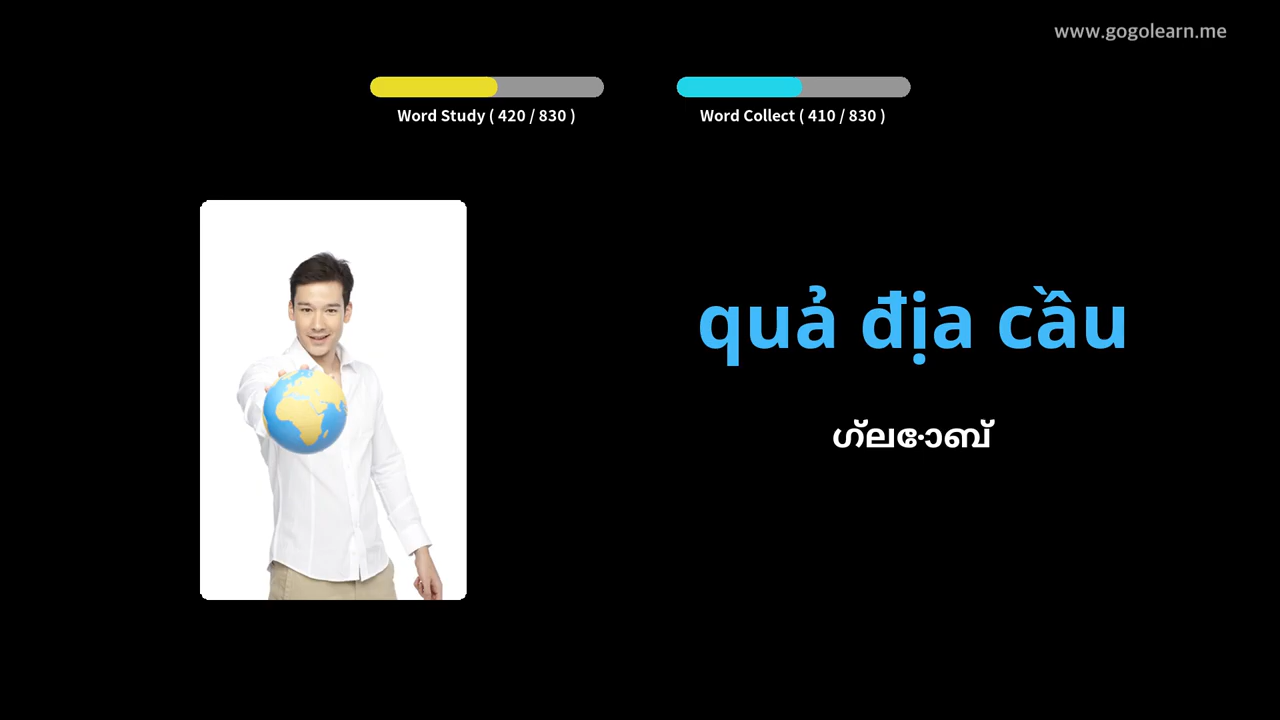 www.gogolearn.me
Word Study ( 420 / 830 )
Word Collect ( 410 / 830 )
quả địa cầu
ഗ്ലോബ്